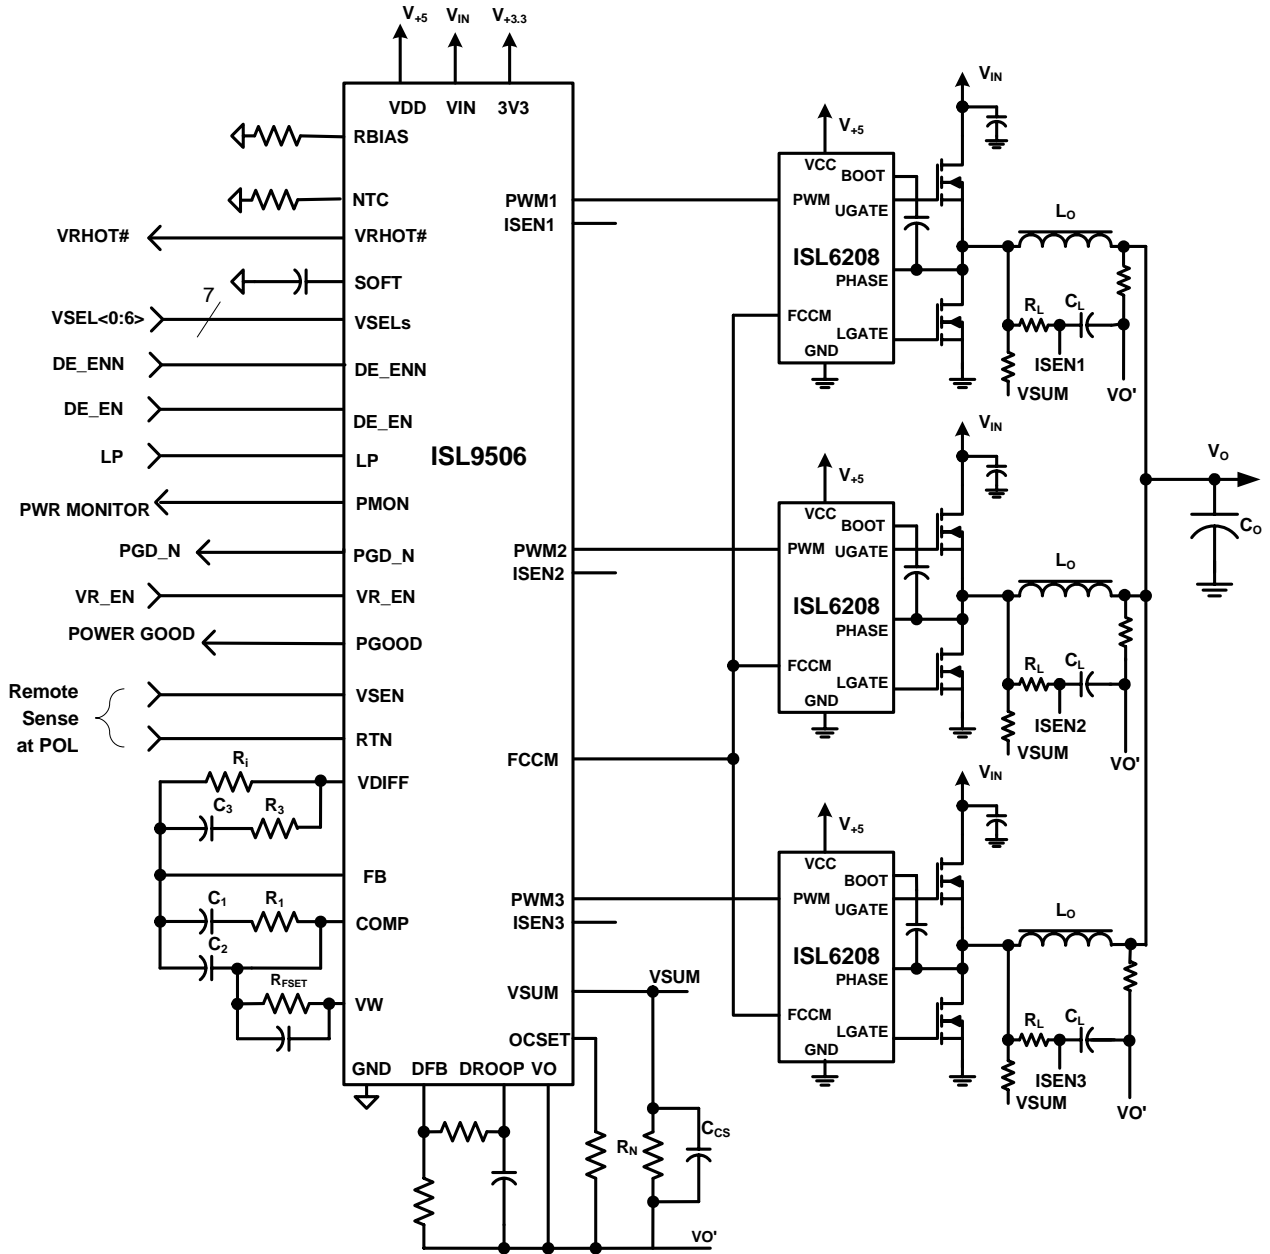 V+5
VIN
V+3.3
VDD
VIN
3V3
RBIAS
NTC
VRHOT#
VRHOT#
SOFT
7
VSEL<0:6>
VSELs
DE_ENN
DE_ENN
DE_EN
DE_EN
LP
LP
ISL9506
PWR MONITOR
PMON
PGD_N
PGD_N
VR_EN
VR_EN
POWER GOOD
PGOOD
Remote
Sense
at POL
VSEN
RTN
Ri
VDIFF
C3
R3
FB
C1
R1
COMP
C2
RFSET
VW
GND
DFB
DROOP
VO
PWM1
ISEN1
PWM2
ISEN2
FCCM
PWM3
ISEN3
VSUM
VSUM
OCSET
RN
CCS
VO'
VIN
V+5
VCC
BOOT
PWM
UGATE
ISL6208
PHASE
FCCM
LGATE
GND
LO
RL
CL
ISEN1
VSUM
VO'
VIN
V+5
VCC
BOOT
PWM
UGATE
ISL6208
PHASE
FCCM
LGATE
GND
LO
RL
CL
ISEN2
VSUM
VO'
VO
CO
VIN
V+5
VCC
BOOT
PWM
UGATE
ISL6208
PHASE
FCCM
LGATE
GND
LO
RL
CL
ISEN3
VSUM
VO'